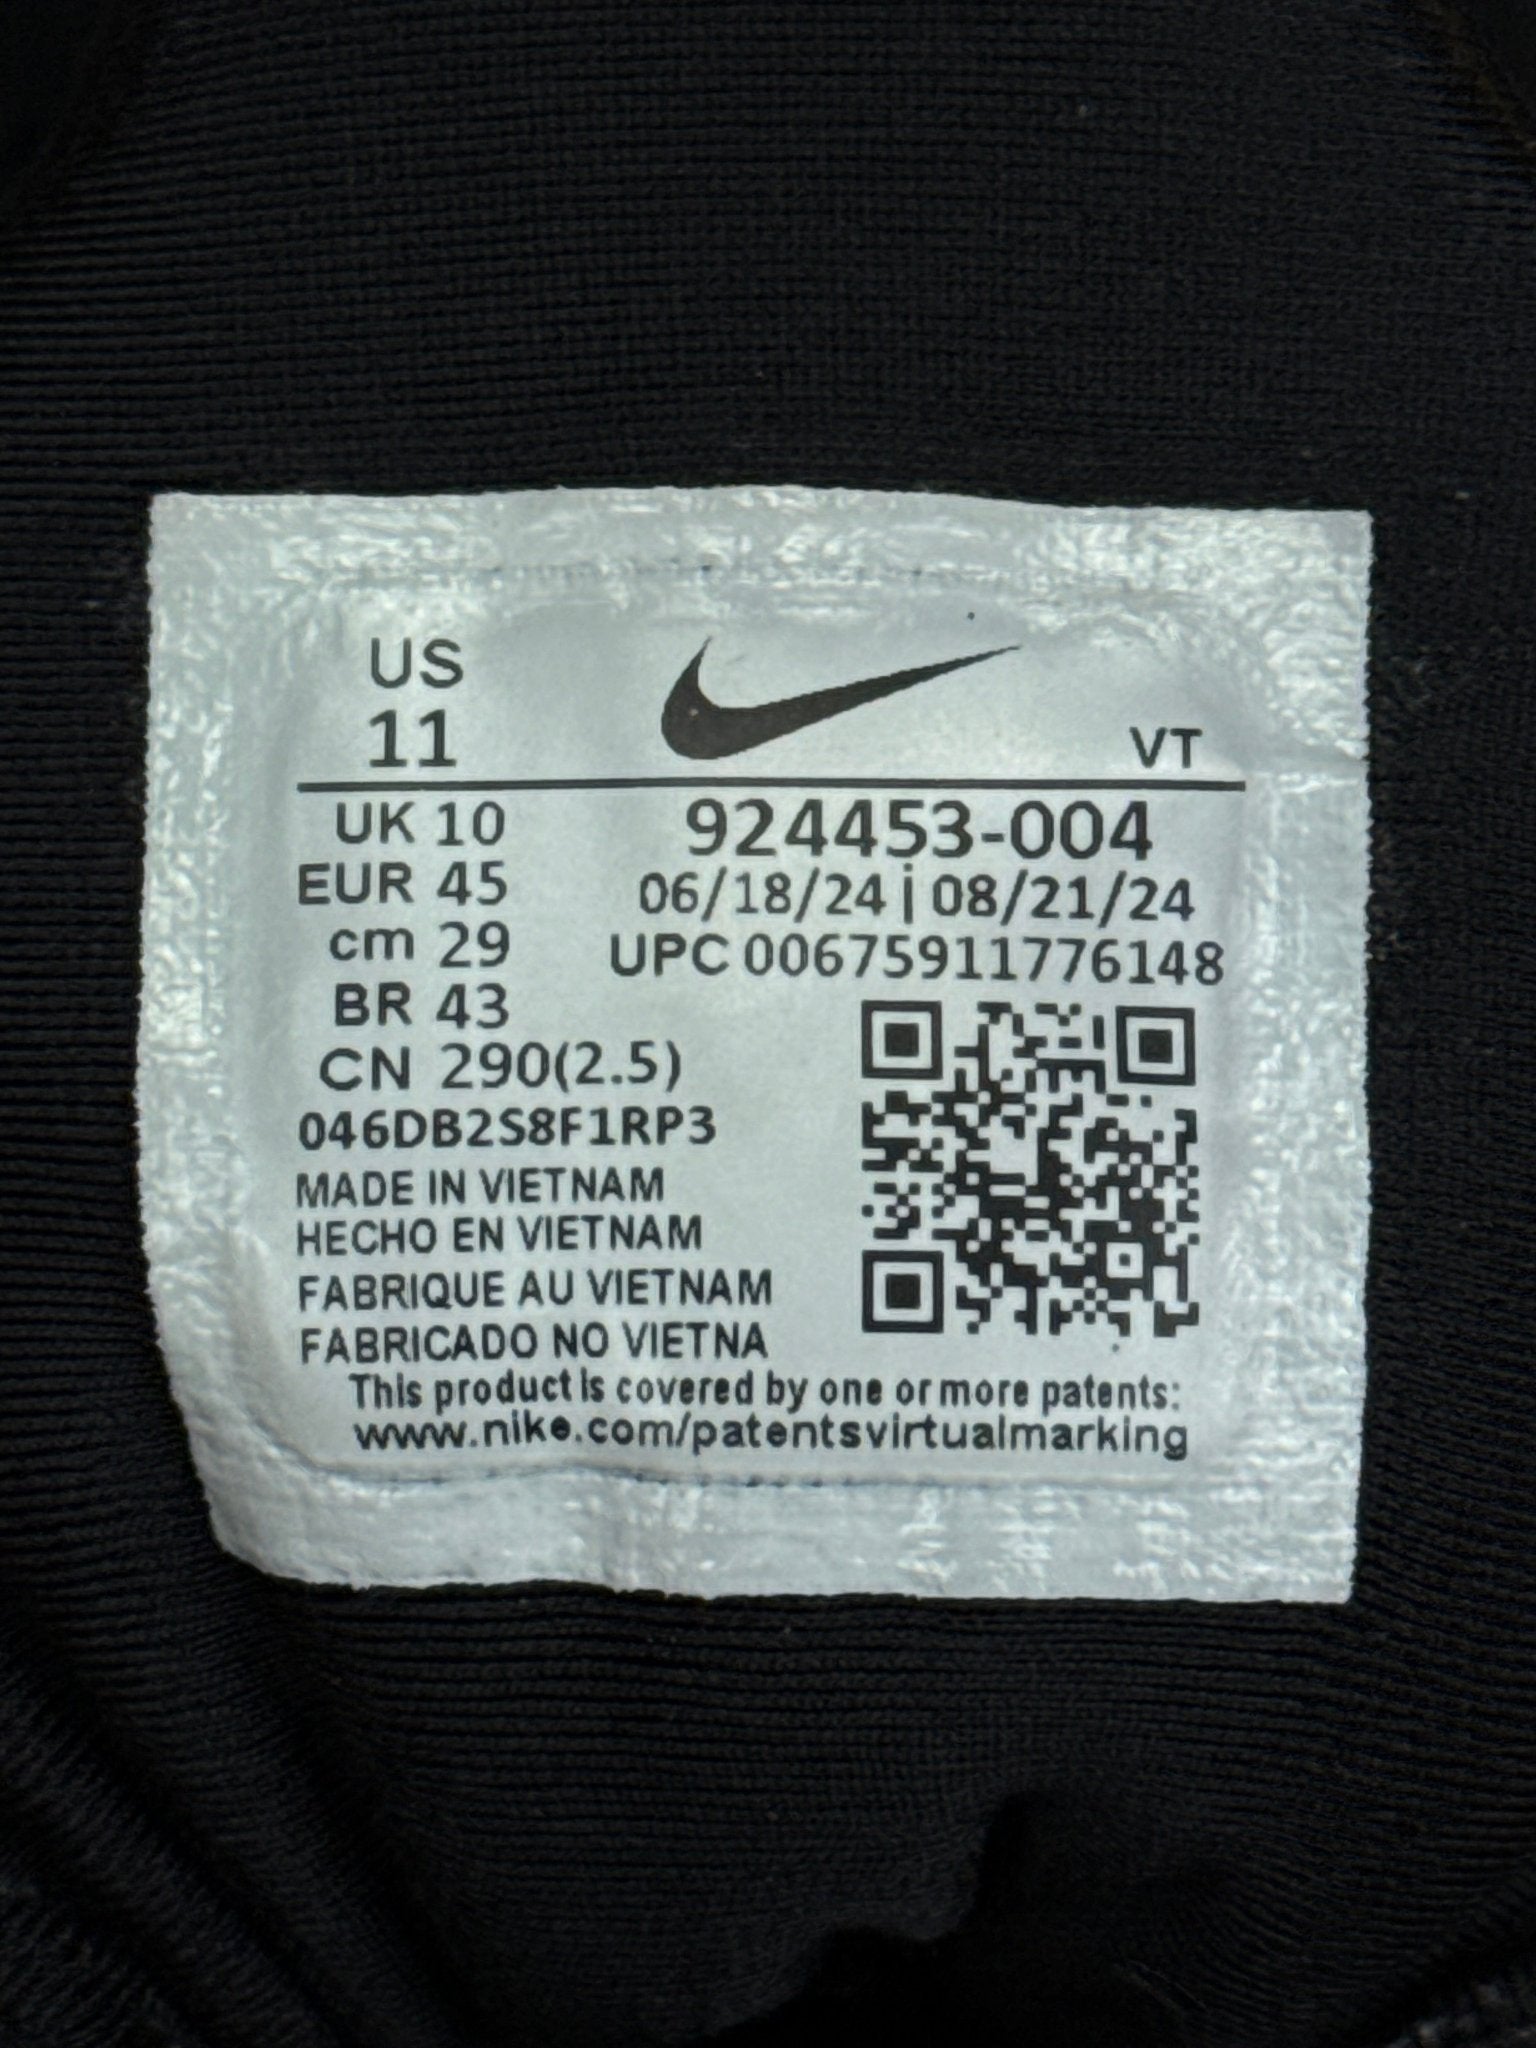 US
11
VT
UK 10
924453-004
EUR 45
06/18/24 | 08/21/24
cm 29
UPC 00675911776148
BR 43
CN 290(2.5)
046DB2S8F1RP3
MADE IN VIETNAM
HECHO EN VIETNAM
FABRIQUE AU VIETNAM
FABRICADO NO VIETNA
This product is covered by one or more patents:
www.nike.com/patentsvirtualmarking